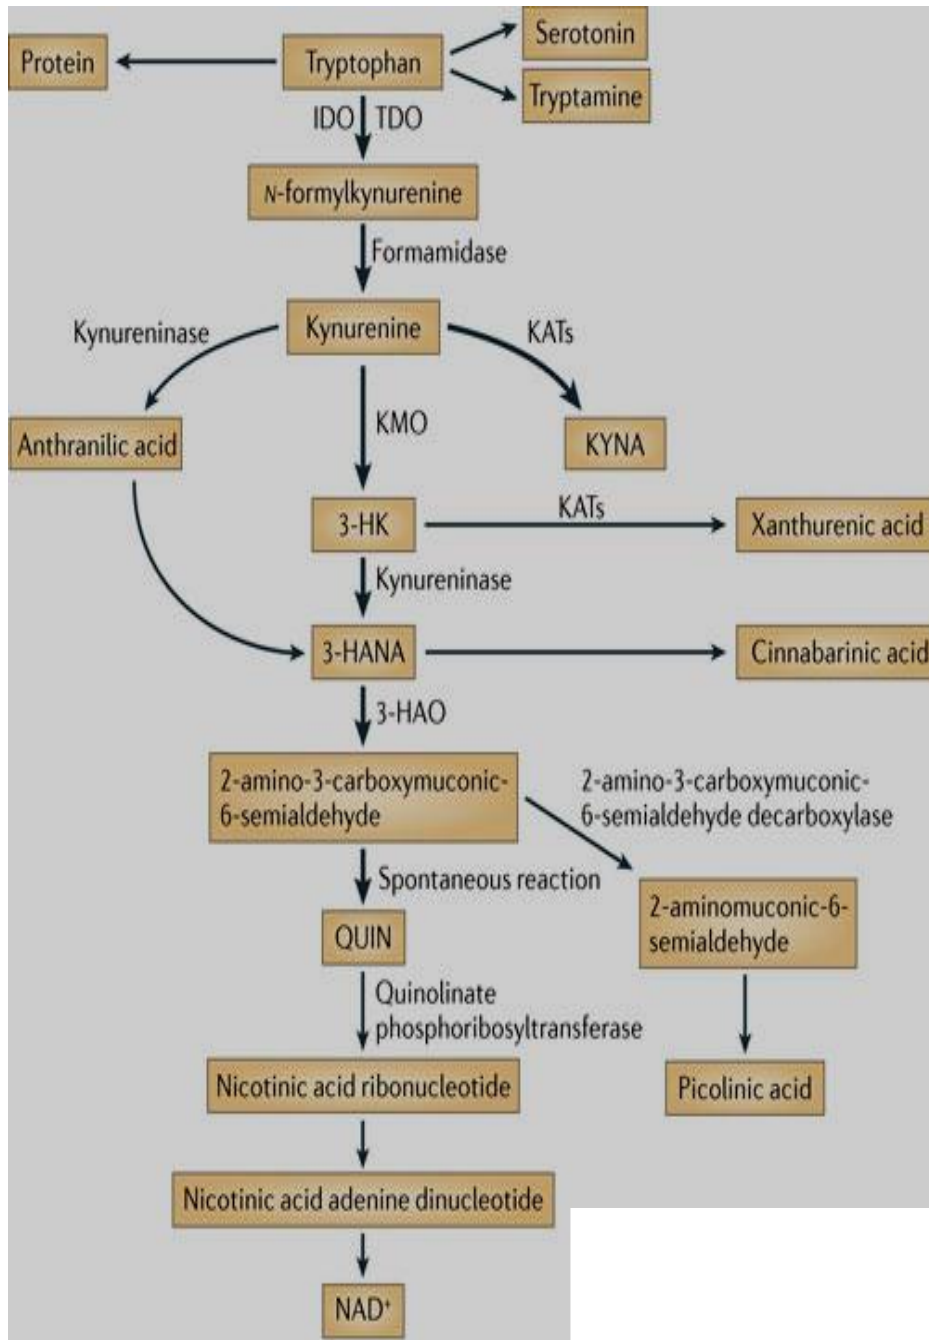 Serotonin
Protein
Tryptophan
Tryptamine
IDO TDO
N-formylkynurenine
Formamidase
Kynureninase
Kynurenine
KATs
Anthranilic acid
KMO
KYNA
3-HK
KATs
Xanthurenic acid
Kynureninase
3-HANA
Cinnabarinic acid
3-HAO
2-amino-3-carboxymuconic-
6-semialdehyde
2-amino-3-carboxymuconic-
6-semialdehyde decarboxylase
Spontaneous reaction
2-aminomuconic-6-
semialdehyde
QUIN
Quinolinate
phosphoribosyltransferase
Nicotinic acid ribonucleotide
Picolinic acid
Nicotinic acid adenine dinucleotide
NAD⁺